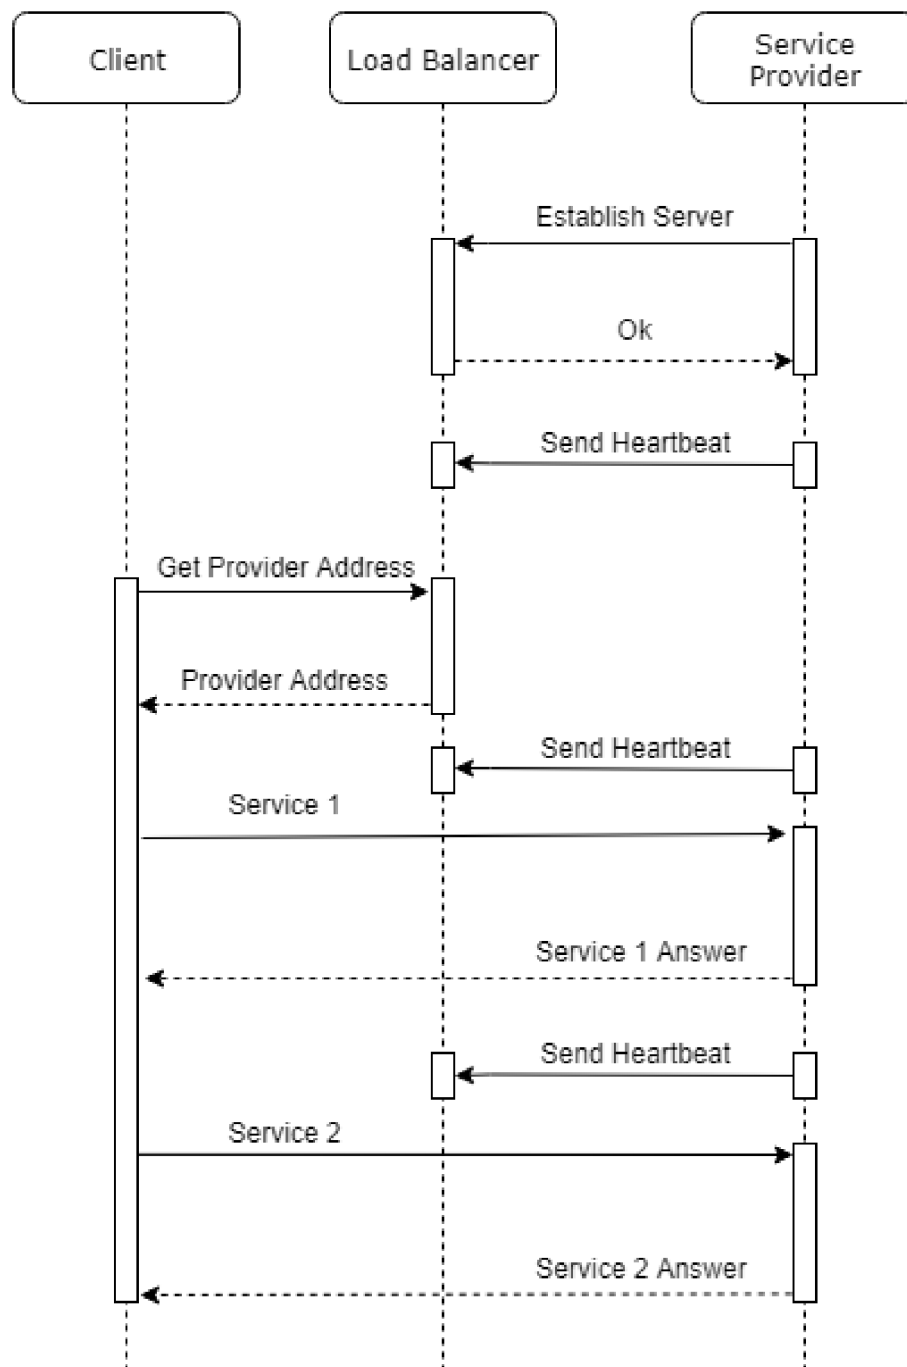 Client
Load Balancer
Service
Provider
Establish Server
Ok
Send Heartbeat
Get Provider Address
Provider Address
Send Heartbeat
Service 1
Service 1 Answer
Send Heartbeat
Service 2
Service 2 Answer